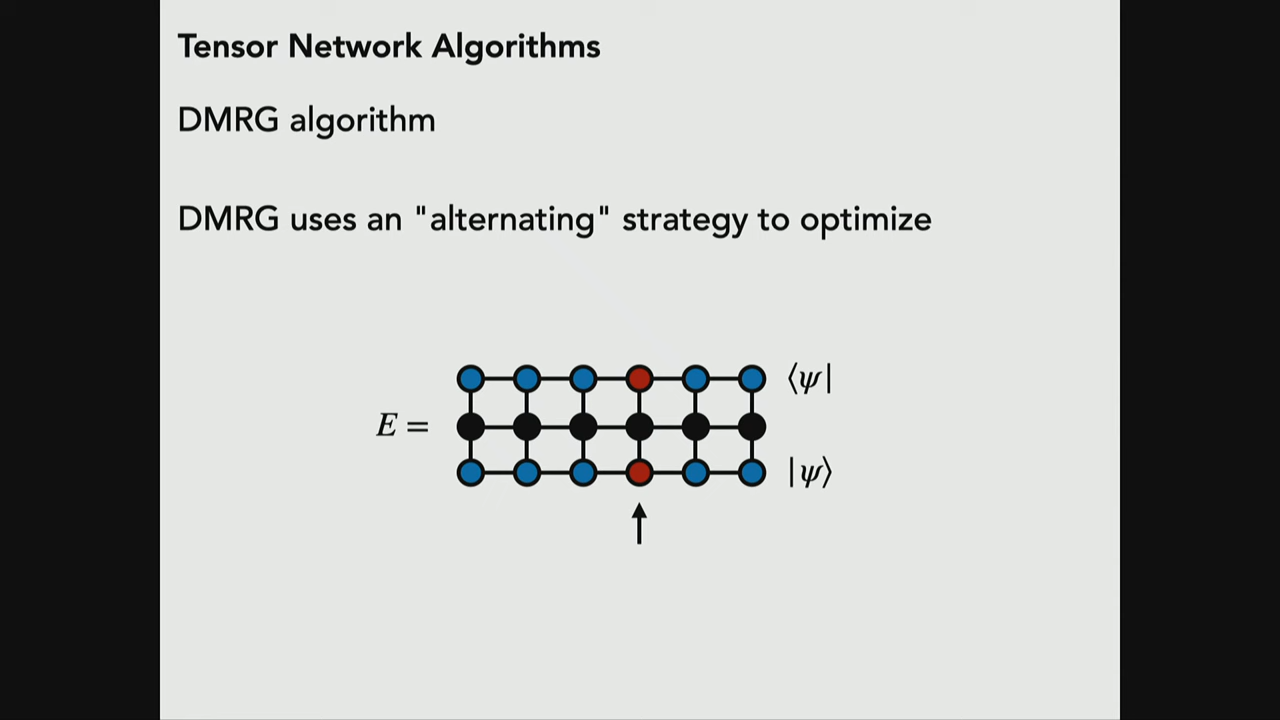 Tensor Network Algorithms
DMRG algorithm
DMRG uses an "alternating" strategy to optimize
⟨ψ|
E =
|ψ⟩